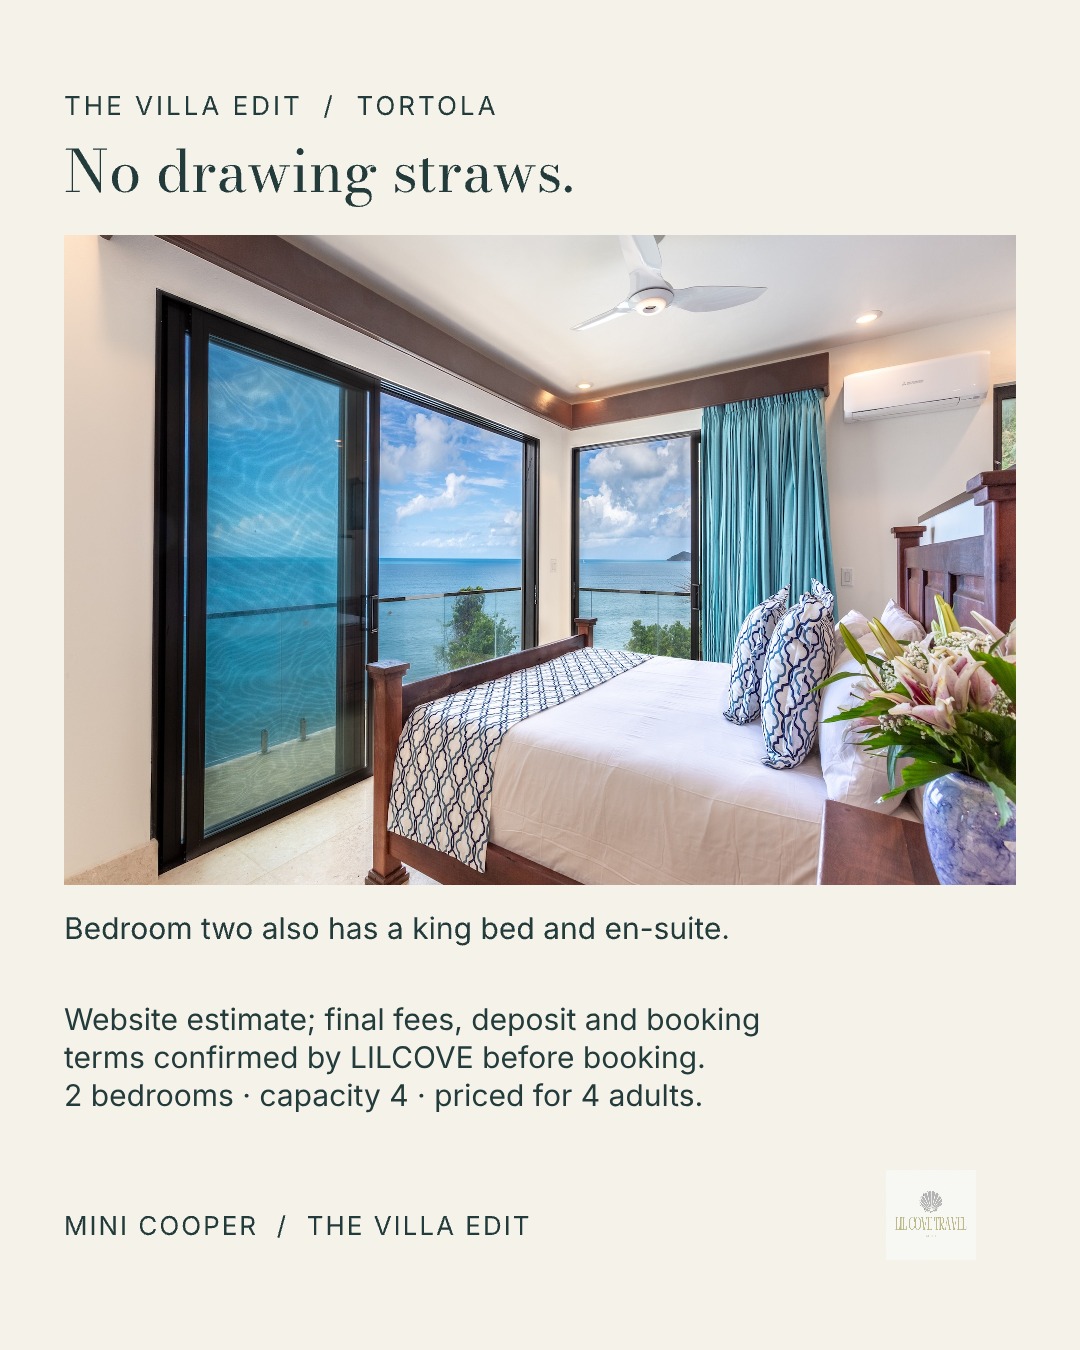 THE VILLA EDIT / TORTOLA
No drawing straws.
Bedroom two also has a king bed and en-suite.
Website estimate; final fees, deposit and booking
terms confirmed by LILCOVE before booking.
2 bedrooms · capacity 4 · priced for 4 adults.
MINI COOPER / THE VILLA EDIT
LIL COVE TRAVEL